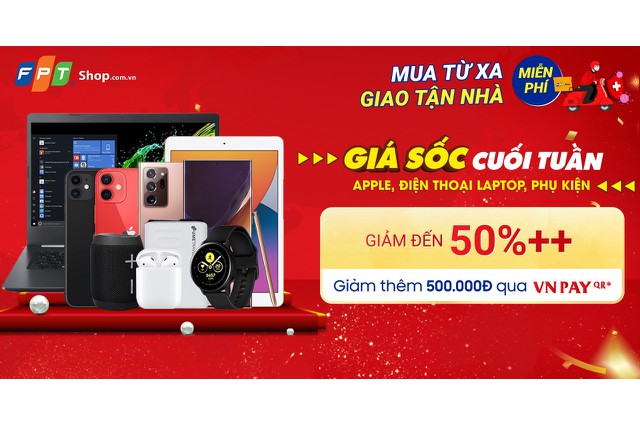 FPT Shop.com.vn
MUA TỪ XA
GIAO TẬN NHÀ
MIỄN
PHÍ
GIÁ SỐC CUỐI TUẦN
APPLE, ĐIỆN THOẠI LAPTOP, PHỤ KIỆN
GIẢM ĐẾN 50%++
Giảm thêm 500.000Đ qua VNPAY QR*